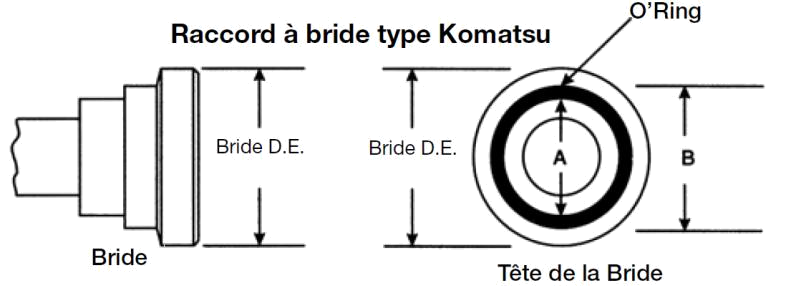 O'Ring
Raccord à bride type Komatsu
Bride D.E.
Bride D.E.
A
B
Bride
Tête de la Bride